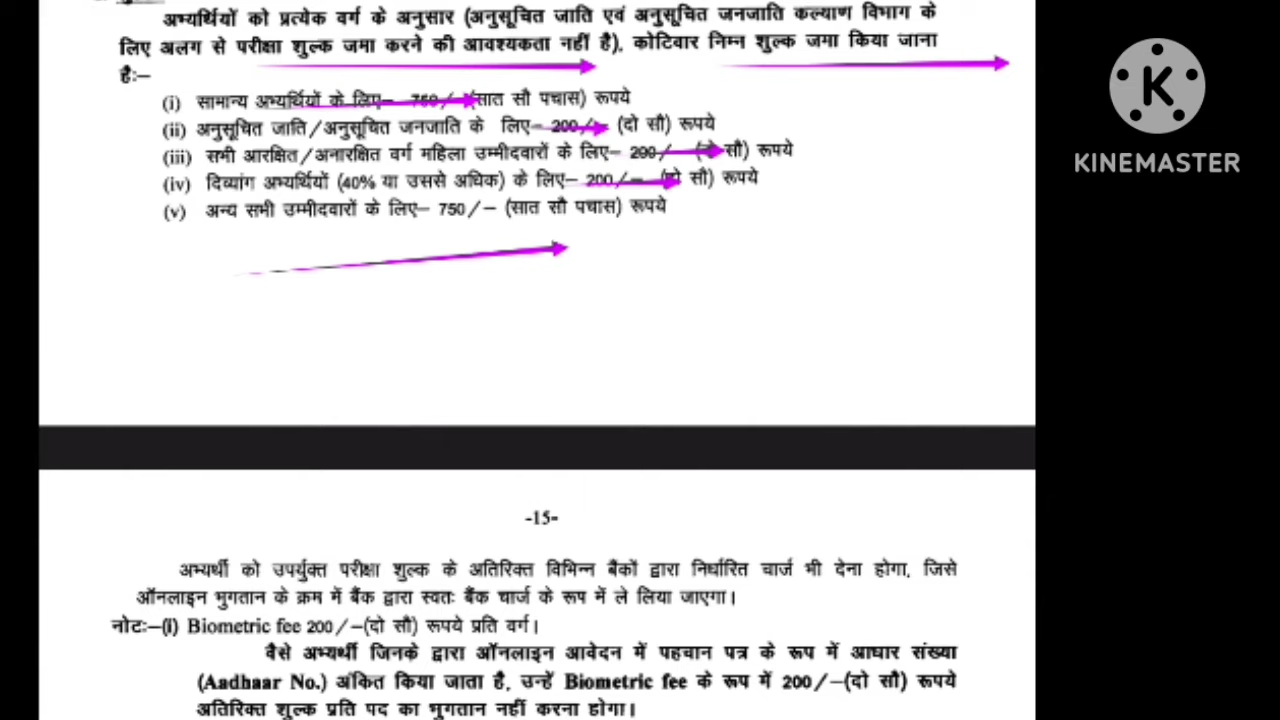 अभ्यर्थियों को प्रत्येक वर्ग के अनुसार (अनुसूचित जाति एवं अनुसूचित जनजाति कल्याण विभाग के
लिए अलग से परीक्षा शुल्क जमा करने की आवश्यकता नहीं है), कोटिवार निम्न शुल्क जमा किया जाना
है:–
(i) सामान्य अभ्यर्थियों के लिए– 750/– (सात सौ पचास) रूपये
(ii) अनुसूचित जाति/अनुसूचित जनजाति के लिए– 200/– (दो सौ) रूपये
(iii) सभी आरक्षित/अनारक्षित वर्ग महिला उम्मीदवारों के लिए– 200/– (दो सौ) रूपये
(iv) दिव्यांग अभ्यर्थियों (40% या उससे अधिक) के लिए– 200/– (दो सौ) रूपये
(v) अन्य सभी उम्मीदवारों के लिए– 750/– (सात सौ पचास) रूपये
KINEMASTER
-15-
अभ्यर्थी को उपर्युक्त परीक्षा शुल्क के अतिरिक्त विभिन्न बैंकों द्वारा निर्धारित चार्ज भी देना होगा, जिसे
ऑनलाइन भुगतान के क्रम में बैंक द्वारा स्वतः बैंक चार्ज के रूप में ले लिया जाएगा।
नोटः–(i) Biometric fee 200/–(दो सौ) रूपये प्रति वर्ग।
वैसे अभ्यर्थी जिनके द्वारा ऑनलाइन आवेदन में पहचान पत्र के रूप में आधार संख्या
(Aadhaar No.) अंकित किया जाता है, उन्हें Biometric fee के रूप में 200/–(दो सौ) रूपये
अतिरिक्त शुल्क प्रति पद का भुगतान नहीं करना होगा।